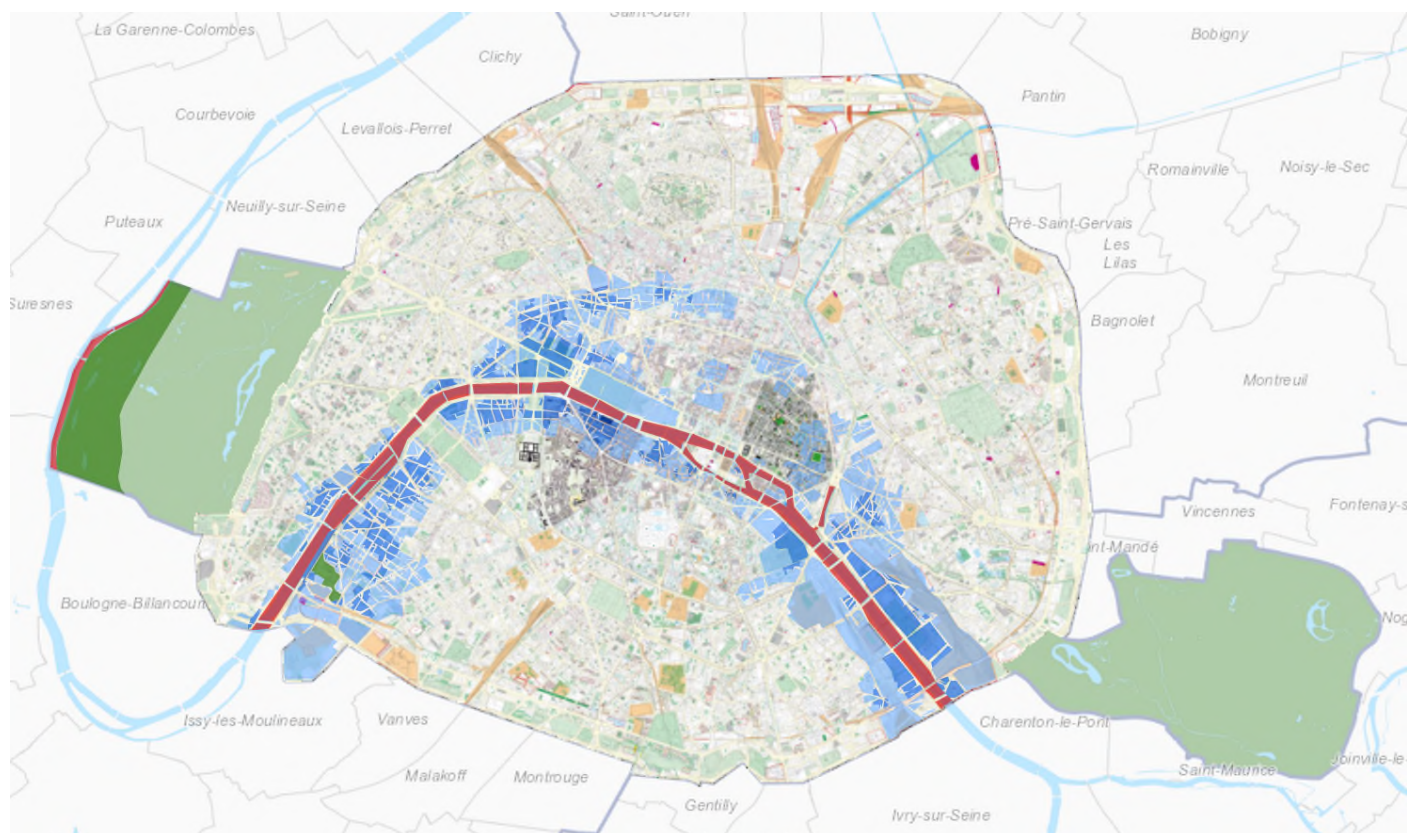 Saint-Ouen
La Garenne-Colombes
Bobigny
Clichy
Pantin
Courbevoie
Levallois-Perret
Romainville
Noisy-le-Sec
Neuilly-sur-Seine
Puteaux
Pré-Saint-Gervais
Les
Lilas
Suresnes
Bagnolet
Montreuil
Vincennes
Fontenay-s
int-Mandé
Boulogne-Billancourt
Nog
Issy-les-Moulineaux
Vanves
Charenton-le-Pont
Joinville-le-
Saint-Maurice
Malakoff
Montrouge
Gentilly
Ivry-sur-Seine